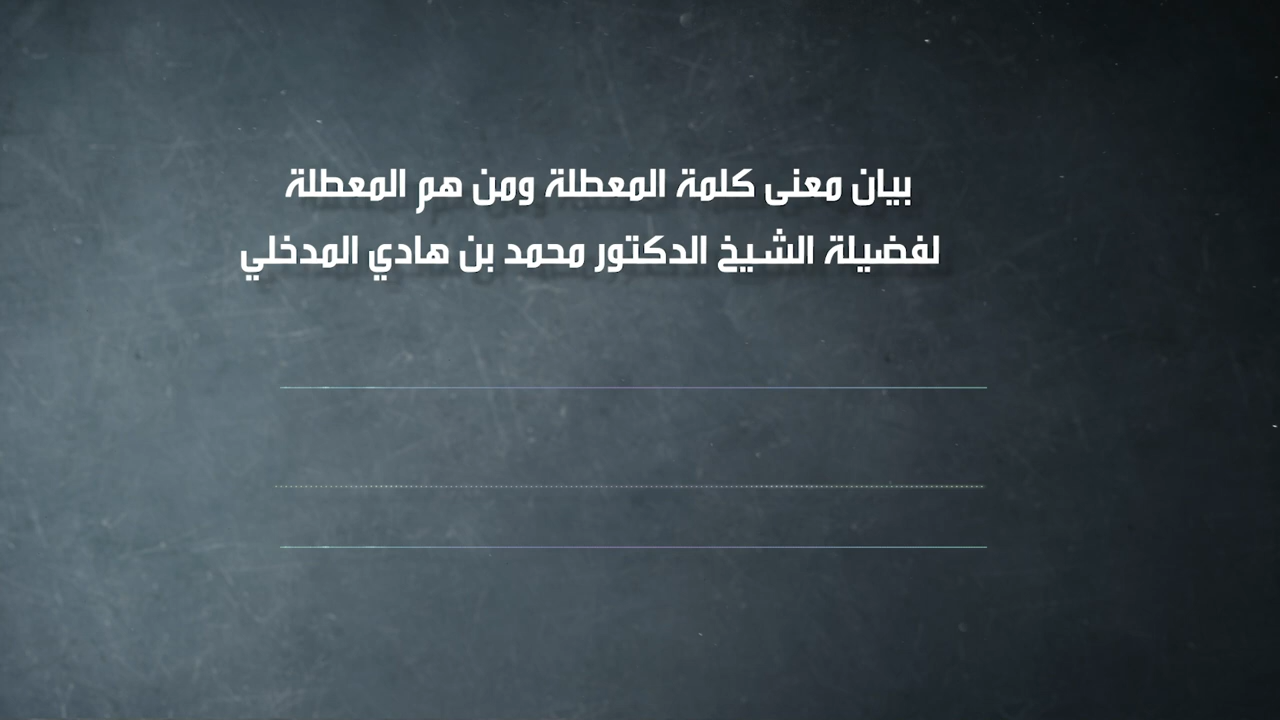 بيان معنى كلمة المعطلة ومن هم المعطلة
لفضيلة الشيخ الدكتور محمد بن هادي المدخلي